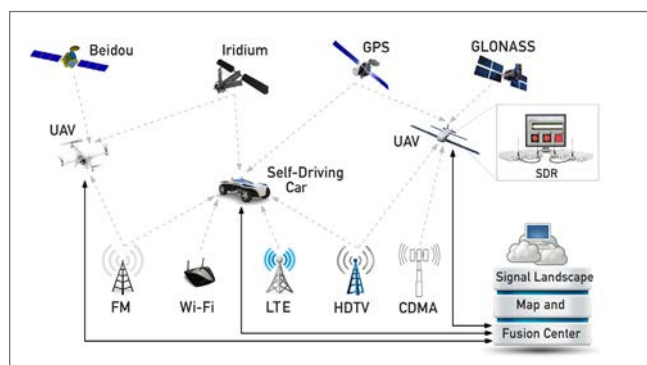 Beidou
Iridium
GPS
GLONASS
UAV
UAV
Self-Driving
Car
SDR
FM
Wi-Fi
LTE
HDTV
CDMA
Signal Landscape
Map and
Fusion Center